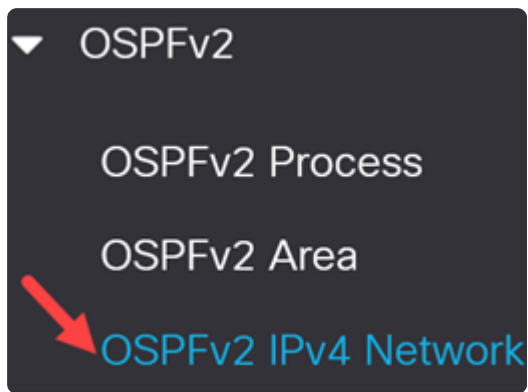 OSPFv2
OSPFv2 Process
OSPFv2 Area
OSPFv2 IPv4 Network